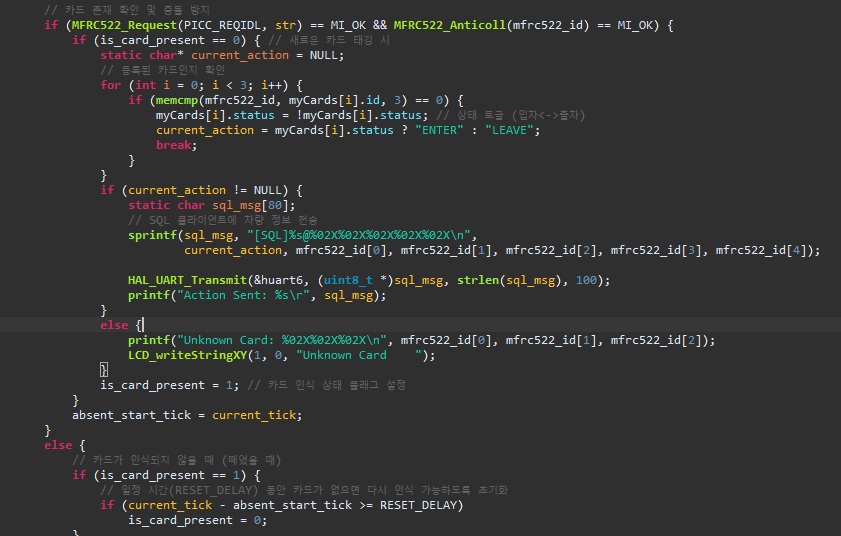 // 카드 존재 확인 및 충돌 방지
if (MFRC522_Request(PICC_REQIDL, str) == MI_OK && MFRC522_Anticoll(mfrc522_id) == MI_OK) {
if (is_card_present == 0) { // 새로운 카드 태깅 시
static char* current_action = NULL;
// 등록된 카드인지 확인
for (int i = 0; i < 3; i++) {
if (memcmp(mfrc522_id, myCards[i].id, 3) == 0) {
myCards[i].status = !myCards[i].status; // 상태 토글 (입차<->출차)
current_action = myCards[i].status ? "ENTER" : "LEAVE";
break;
}
}
if (current_action != NULL) {
static char sql_msg[80];
// SQL 클라이언트에 차량 정보 전송
sprintf(sql_msg, "[SQL]%s@%02X%02X%02X%02X%02X\n",
current_action, mfrc522_id[0], mfrc522_id[1], mfrc522_id[2], mfrc522_id[3], mfrc522_id[4]);
HAL_UART_Transmit(&huart6, (uint8_t *)sql_msg, strlen(sql_msg), 100);
printf("Action Sent: %s\r", sql_msg);
}
else {
printf("Unknown Card: %02X%02X%02X\n", mfrc522_id[0], mfrc522_id[1], mfrc522_id[2]);
LCD_writeStringXY(1, 0, "Unknown Card    ");
}
is_card_present = 1; // 카드 인식 상태 플래그 설정
}
absent_start_tick = current_tick;
}
else {
// 카드가 인식되지 않을 때 (떼었을 때)
if (is_card_present == 1) {
// 일정 시간(RESET_DELAY) 동안 카드가 없으면 다시 인식 가능하도록 초기화
if (current_tick - absent_start_tick >= RESET_DELAY)
is_card_present = 0;
}